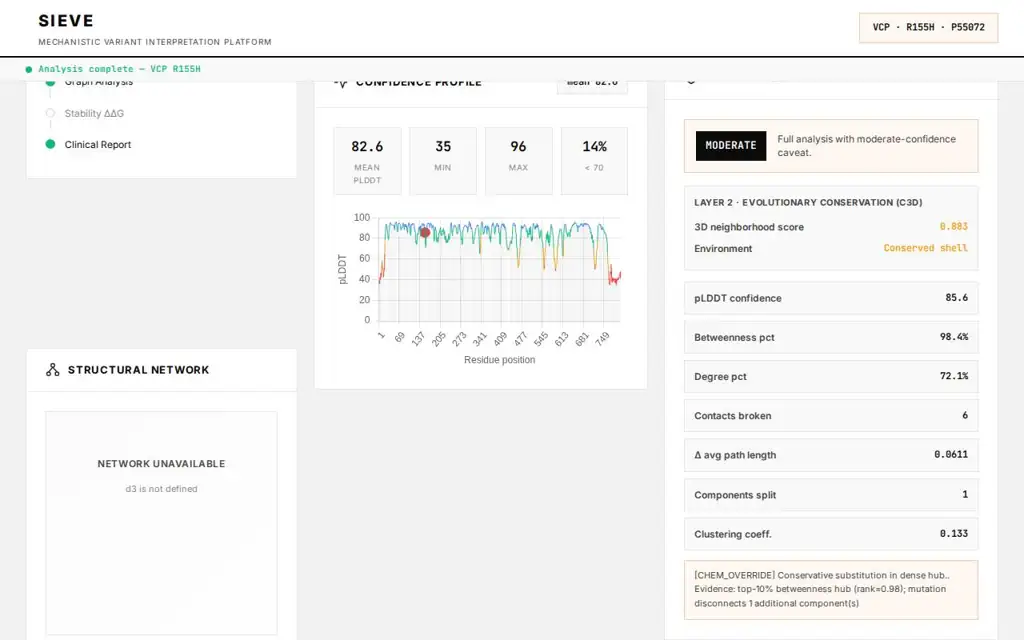 SIEVE
MECHANISTIC VARIANT INTERPRETATION PLATFORM
VCP · R155H · P55072
Analysis complete — VCP R155H
Graph Analysis
Stability ΔΔG
Clinical Report
STRUCTURAL NETWORK
NETWORK UNAVAILABLE
d3 is not defined
CONFIDENCE PROFILE
mean 82.6
82.6
MEAN
PLDDT
35
MIN
96
MAX
14%
< 70
100
80
60
40
20
0
pLDDT
1
69
137
205
273
341
409
477
545
613
681
749
Residue position
MODERATE
Full analysis with moderate-confidence
caveat.
LAYER 2 · EVOLUTIONARY CONSERVATION (C3D)
3D neighborhood score
0.883
Environment
Conserved shell
pLDDT confidence
85.6
Betweenness pct
98.4%
Degree pct
72.1%
Contacts broken
6
Δ avg path length
0.0611
Components split
1
Clustering coeff.
0.133
[CHEM_OVERRIDE] Conservative substitution in dense hub..
Evidence: top-10% betweenness hub (rank=0.98); mutation
disconnects 1 additional component(s)